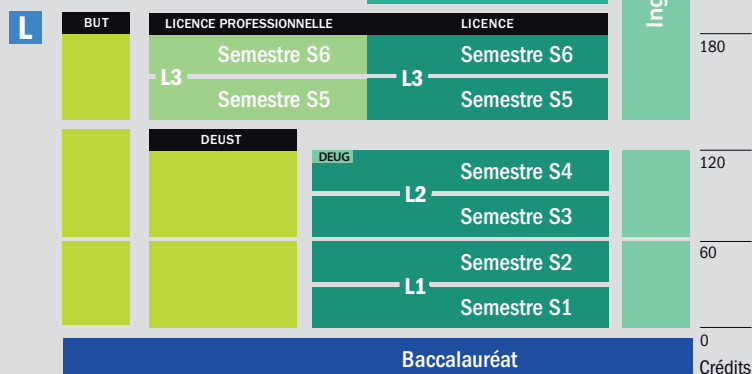 L
BUT
LICENCE PROFESSIONNELLE
LICENCE
Ing
180
Semestre S6
Semestre S6
L3
L3
Semestre S5
Semestre S5
DEUST
DEUG
120
Semestre S4
L2
Semestre S3
60
Semestre S2
L1
Semestre S1
0
Baccalauréat
Crédits